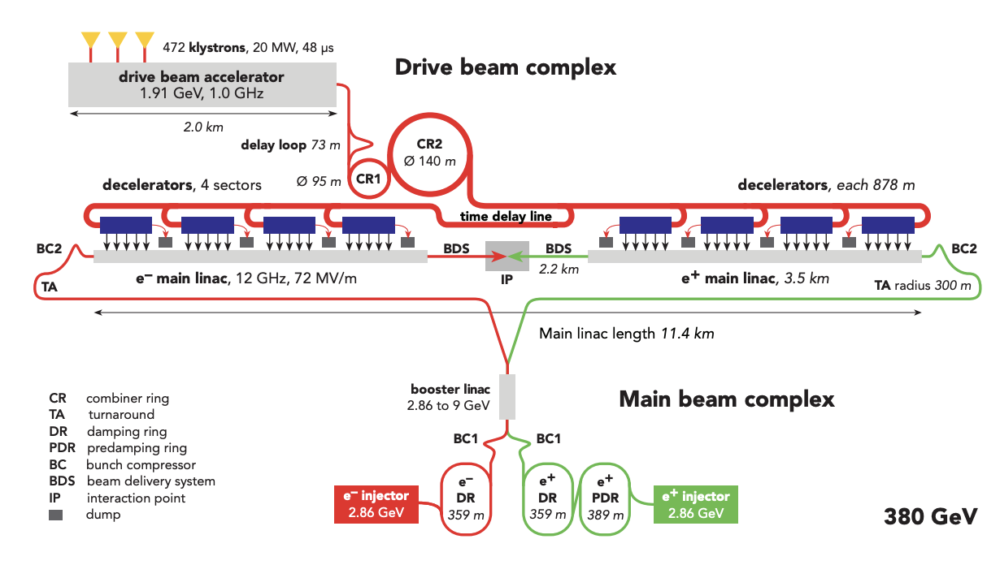 472 klystrons, 20 MW, 48 µs
Drive beam complex
drive beam accelerator
1.91 GeV, 1.0 GHz
2.0 km
delay loop 73 m
CR2
Ø 140 m
Ø 95 m
CR1
decelerators, 4 sectors
decelerators, each 878 m
time delay line
BC2
BDS
BDS
BC2
2.2 km
IP
e– main linac, 12 GHz, 72 MV/m
e+ main linac, 3.5 km
TA
TA radius 300 m
Main linac length 11.4 km
booster linac
2.86 to 9 GeV
Main beam complex
CR combiner ring
TA turnaround
DR damping ring
PDR predamping ring
BC bunch compressor
BDS beam delivery system
IP interaction point
dump
BC1
BC1
e– injector
2.86 GeV
e–
DR
359 m
e+
DR
359 m
e+
PDR
389 m
e+ injector
2.86 GeV
380 GeV